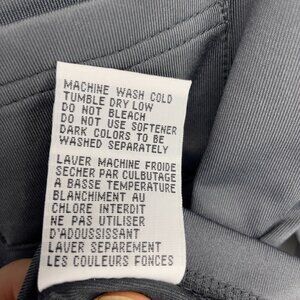 MACHINE WASH COLD
TUMBLE DRY LOW
DO NOT BLEACH
DO NOT USE SOFTENER
DARK COLORS TO BE
WASHED SEPARATELY
LAVER MACHINE FROIDE
SECHER PAR CULBUTAGE
A BASSE TEMPERATURE
BLANCHIMENT AU
CHLORE INTERDIT
NE PAS UTILISER
D'ADOUSSISSANT
LAVER SEPAREMENT
LES COULEURS FONCES